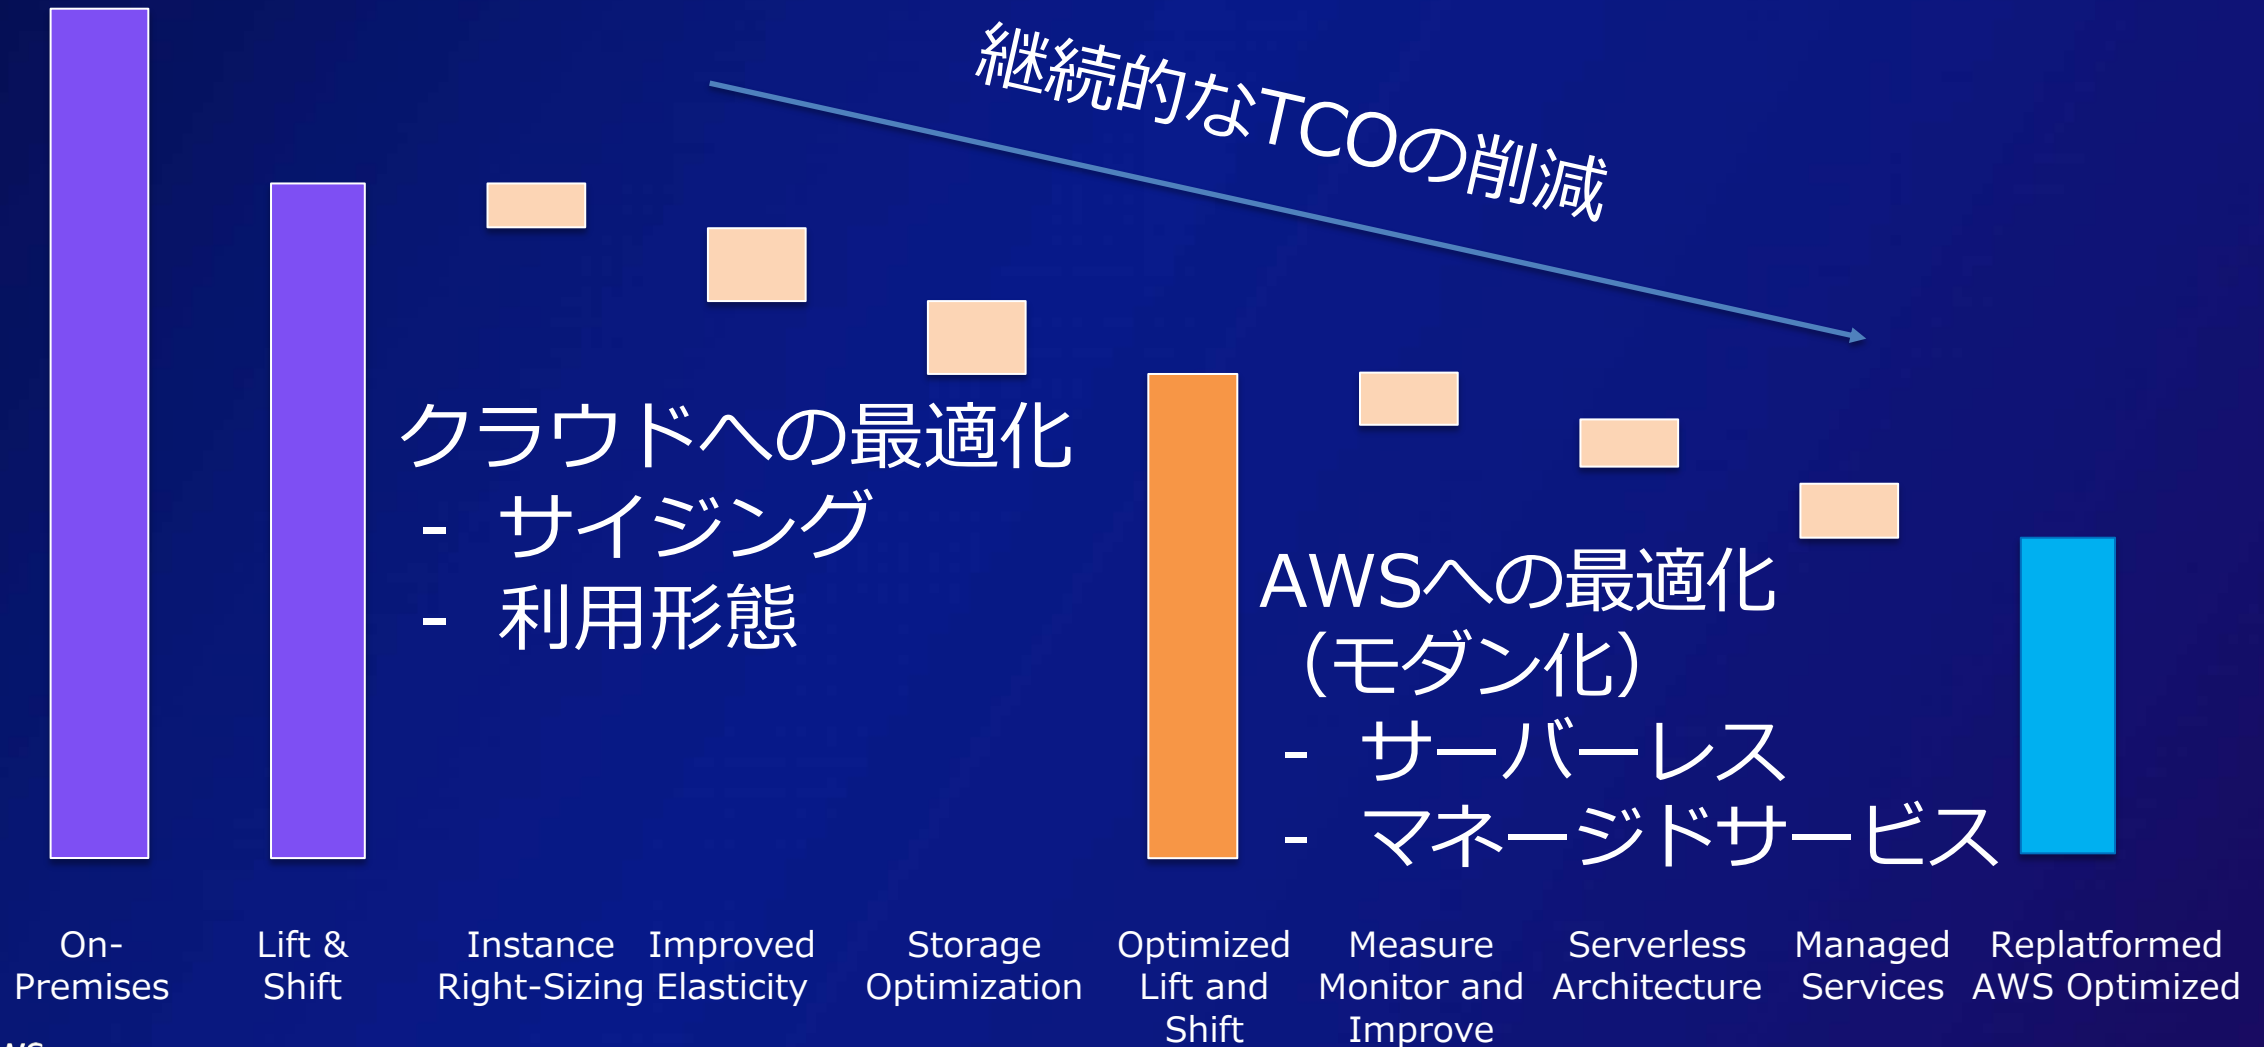 継続的なTCOの削減
クラウドへの最適化
- サイジング
- 利用形態
AWSへの最適化
（モダン化）
- サーバーレス
- マネージドサービス
On-
Premises
Lift &
Shift
Instance
Right-Sizing
Improved
Elasticity
Storage
Optimization
Optimized
Lift and
Shift
Measure
Monitor and
Improve
Serverless
Architecture
Managed
Services
Replatformed
AWS Optimized